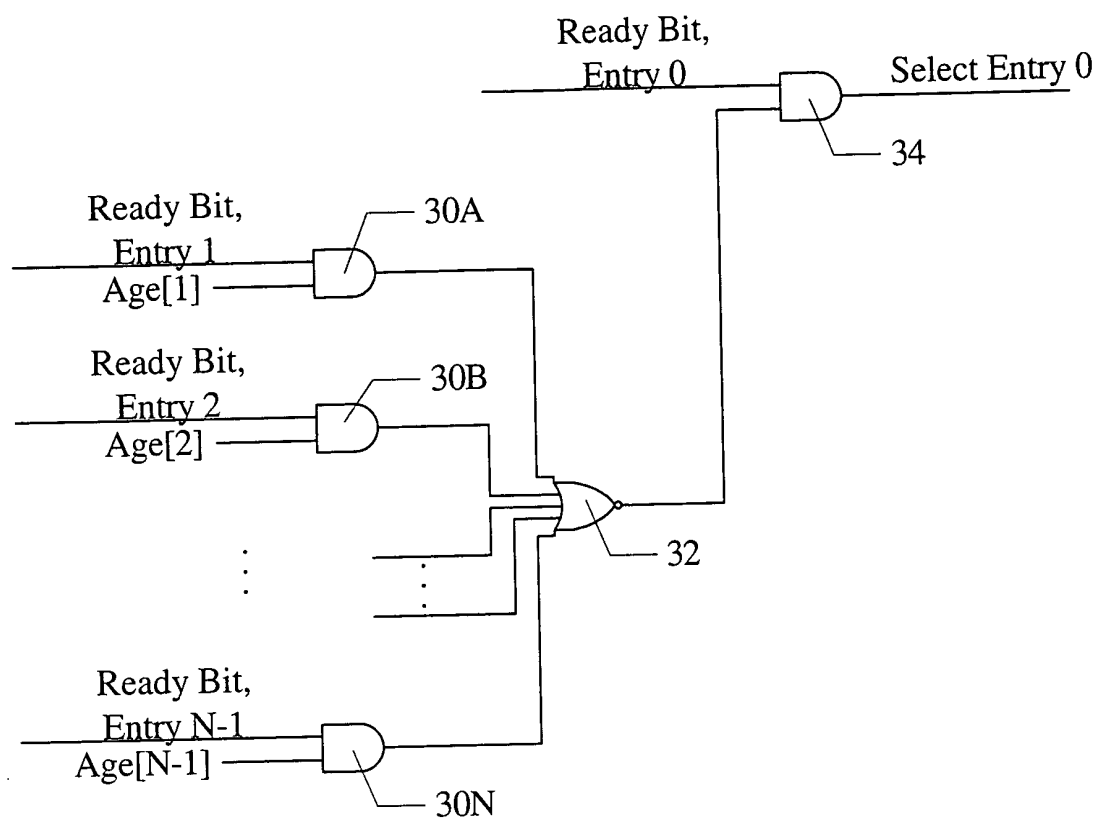 Ready Bit,
Entry 0
Select Entry 0
34
Ready Bit,
Entry 1
Age[1]
30A
Ready Bit,
Entry 2
Age[2]
30B
32
Ready Bit,
Entry N-1
Age[N-1]
30N